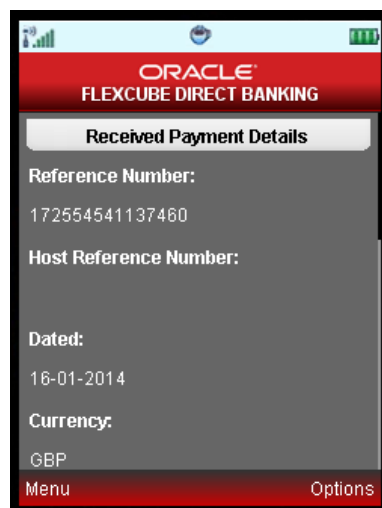 ORACLE®
FLEXCUBE DIRECT BANKING
Received Payment Details
Reference Number:
172554541137460
Host Reference Number:
Dated:
16-01-2014
Currency:
GBP
Menu Options